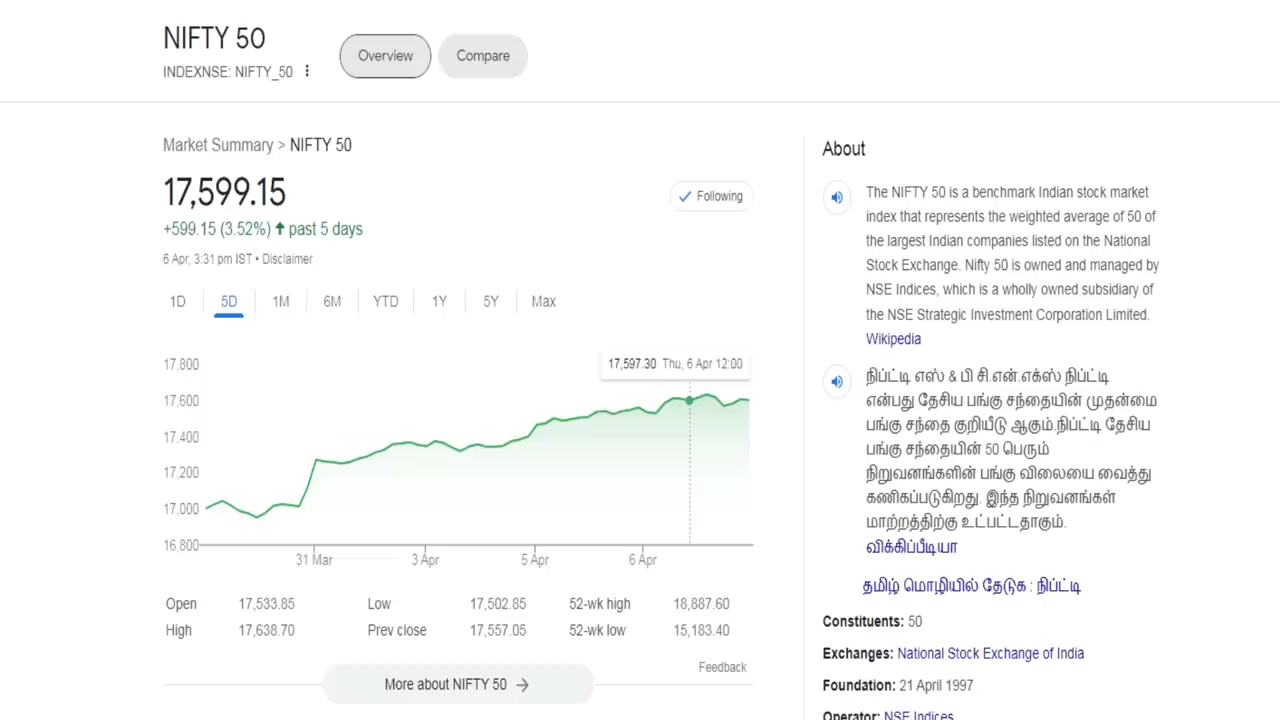 NIFTY 50
INDEXNSE: NIFTY_50
Overview
Compare
Market Summary > NIFTY 50
17,599.15
Following
+599.15 (3.52%) ↑ past 5 days
6 Apr, 3:31 pm IST • Disclaimer
1D 5D 1M 6M YTD 1Y 5Y Max
17,597.30 Thu, 6 Apr 12:00
17,800
17,600
17,400
17,200
17,000
16,800
31 Mar 3 Apr 5 Apr 6 Apr
Open 17,533.85 Low 17,502.85 52-wk high 18,887.60
High 17,638.70 Prev close 17,557.05 52-wk low 15,183.40
Feedback
More about NIFTY 50 →
About
The NIFTY 50 is a benchmark Indian stock market
index that represents the weighted average of 50 of
the largest Indian companies listed on the National
Stock Exchange. Nifty 50 is owned and managed by
NSE Indices, which is a wholly owned subsidiary of
the NSE Strategic Investment Corporation Limited.
Wikipedia
நிப்ட்டி எஸ் & பி சி.என்.எக்ஸ் நிப்ட்டி
என்பது தேசிய பங்கு சந்தையின் முதன்மை
பங்கு சந்தை குறியீடு ஆகும்.நிப்ட்டி தேசிய
பங்கு சந்தையின் 50 பெரும்
நிறுவனங்களின் பங்கு விலையை வைத்து
கணிகப்படுகிறது. இந்த நிறுவனங்கள்
மாற்றத்திற்கு உட்பட்டதாகும்.
விக்கிப்பீடியா
தமிழ் மொழியில் தேடுக : நிப்ட்டி
Constituents: 50
Exchanges: National Stock Exchange of India
Foundation: 21 April 1997
Operator: NSE Indices